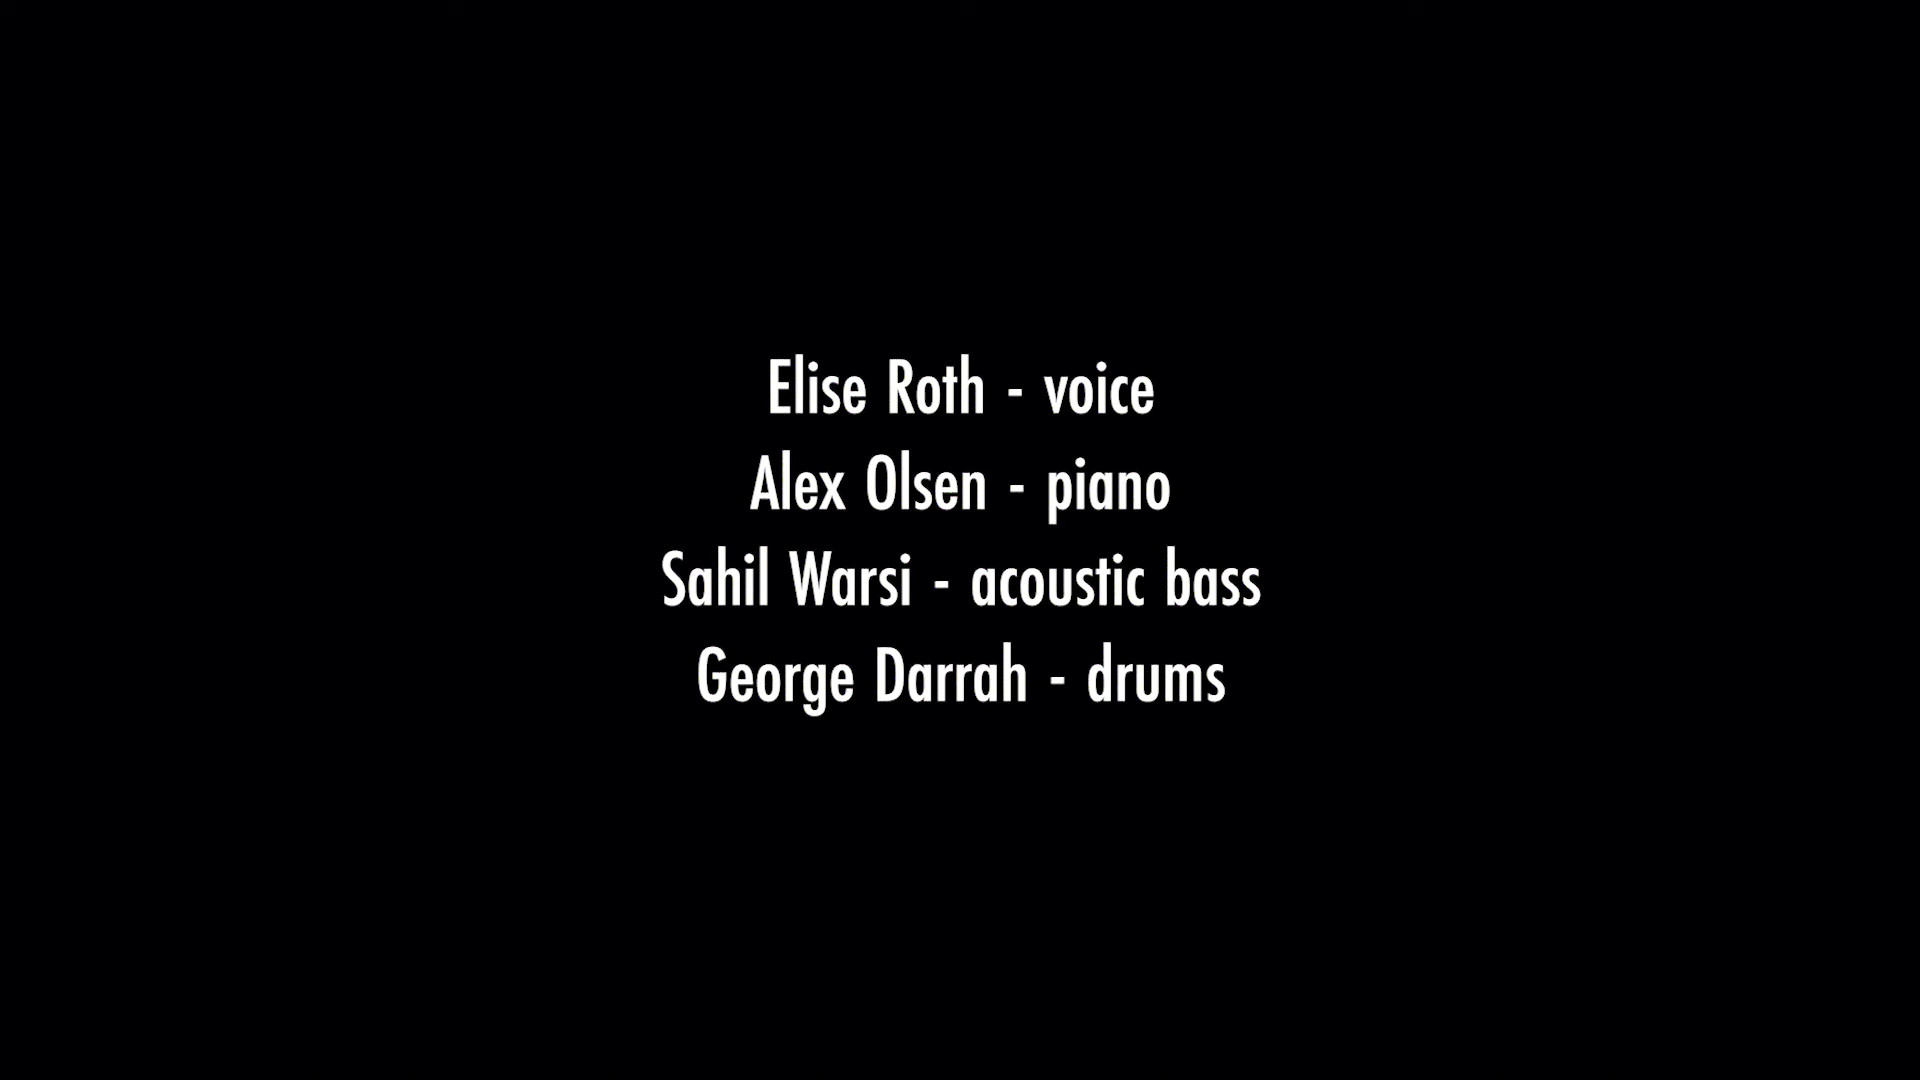 Elise Roth - voice
Alex Olsen - piano
Sahil Warsi - acoustic bass
George Darrah - drums